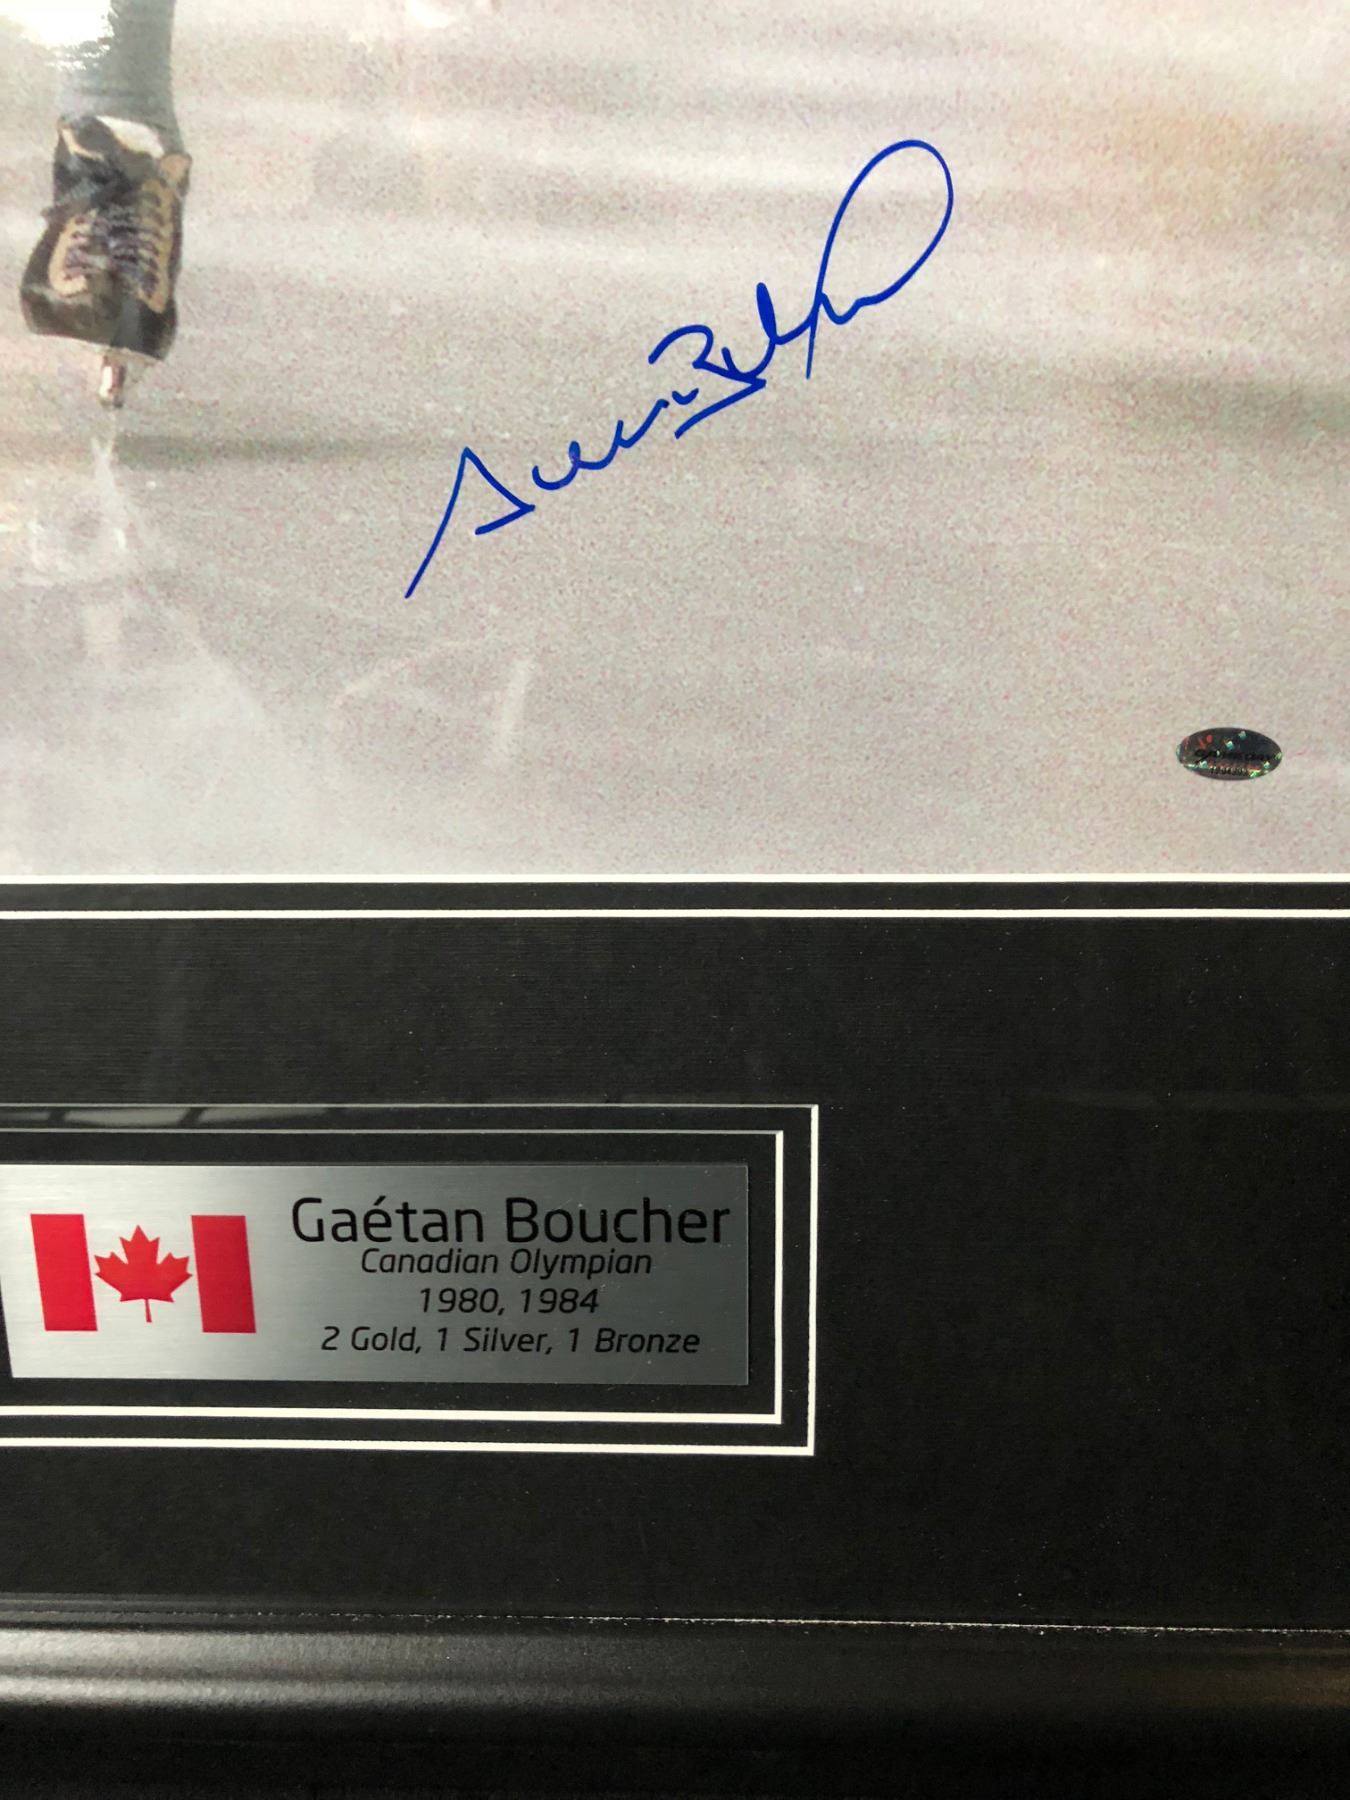 Gaétan Boucher
Canadian Olympian
1980, 1984
2 Gold, 1 Silver, 1 Bronze